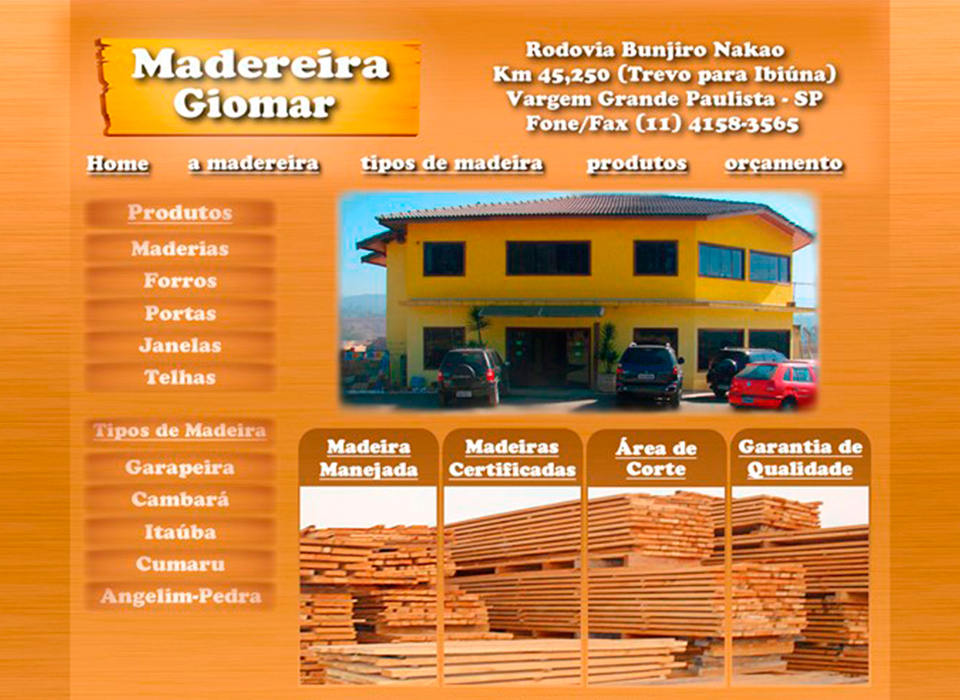 Madereira
Giomar
Rodovia Bunjiro Nakao
Km 45,250 (Trevo para Ibiúna)
Vargem Grande Paulista - SP
Fone/Fax (11) 4158-3565
Home a madereira tipos de madeira produtos orçamento
Produtos
Maderias
Forros
Portas
Janelas
Telhas
Tipos de Madeira
Garapeira
Cambará
Itaúba
Cumaru
Angelim-Pedra
Madeira
Manejada
Madeiras
Certificadas
Área de
Corte
Garantia de
Qualidade